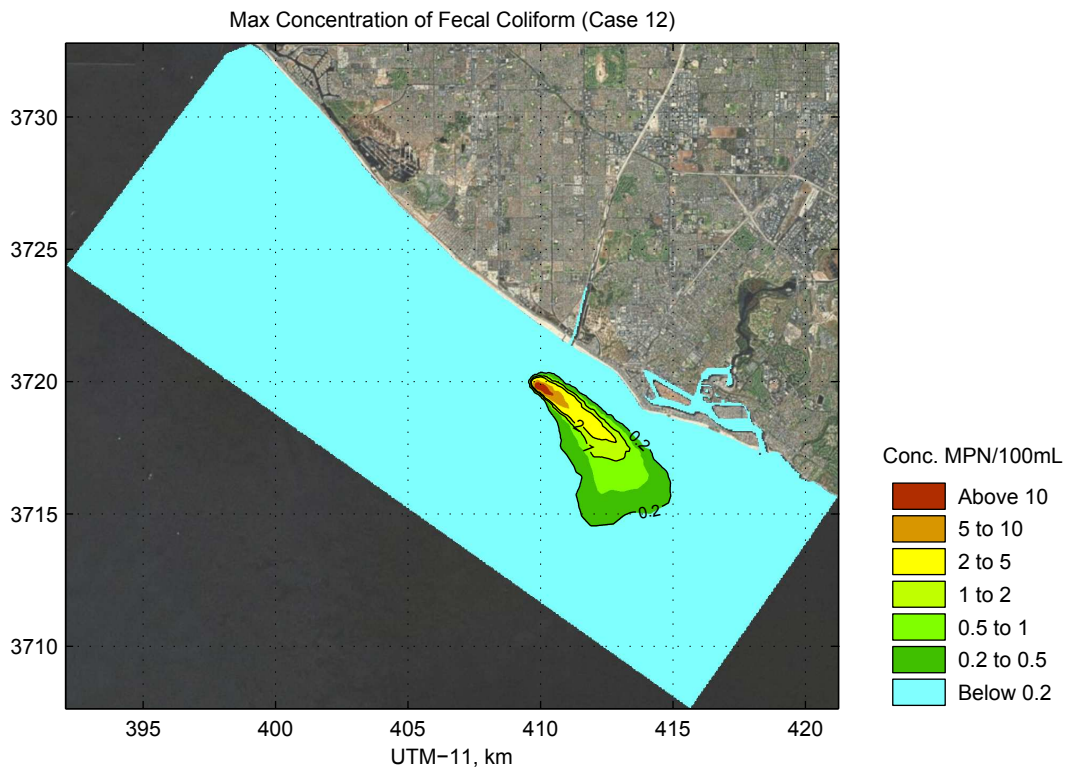 Max Concentration of Fecal Coliform (Case 12)
3730
3725
3720
3715
3710
395
400
405
410
415
420
UTM−11, km
2
1
0.2
0.2
Conc. MPN/100mL
Above 10
5 to 10
2 to 5
1 to 2
0.5 to 1
0.2 to 0.5
Below 0.2